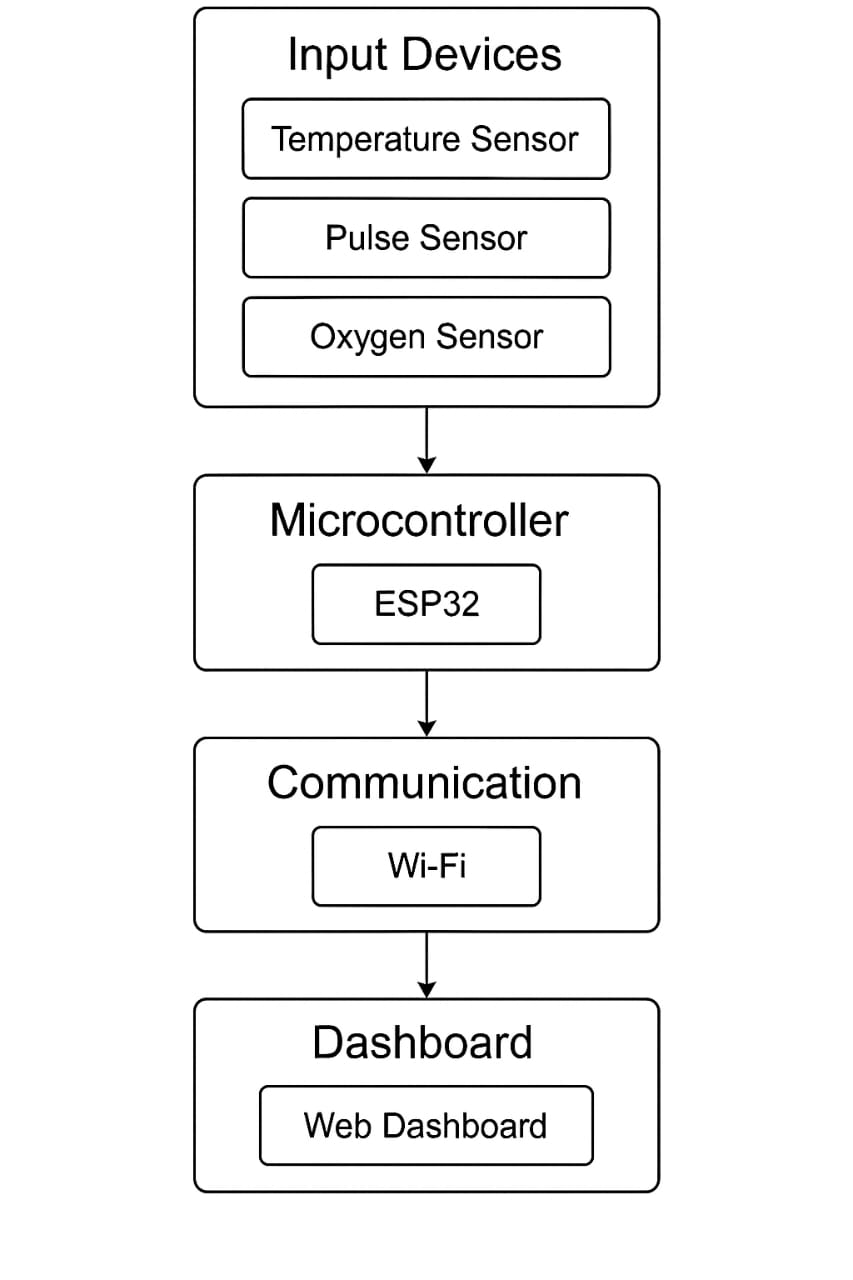 Input Devices
Temperature Sensor
Pulse Sensor
Oxygen Sensor
Microcontroller
ESP32
Communication
Wi-Fi
Dashboard
Web Dashboard